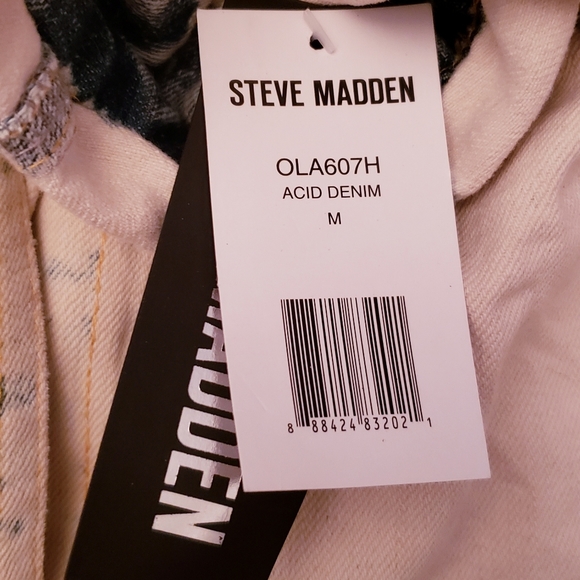 STEVE MADDEN
OLA607H
ACID DENIM
M
8 88424 83202 1
MADDEN